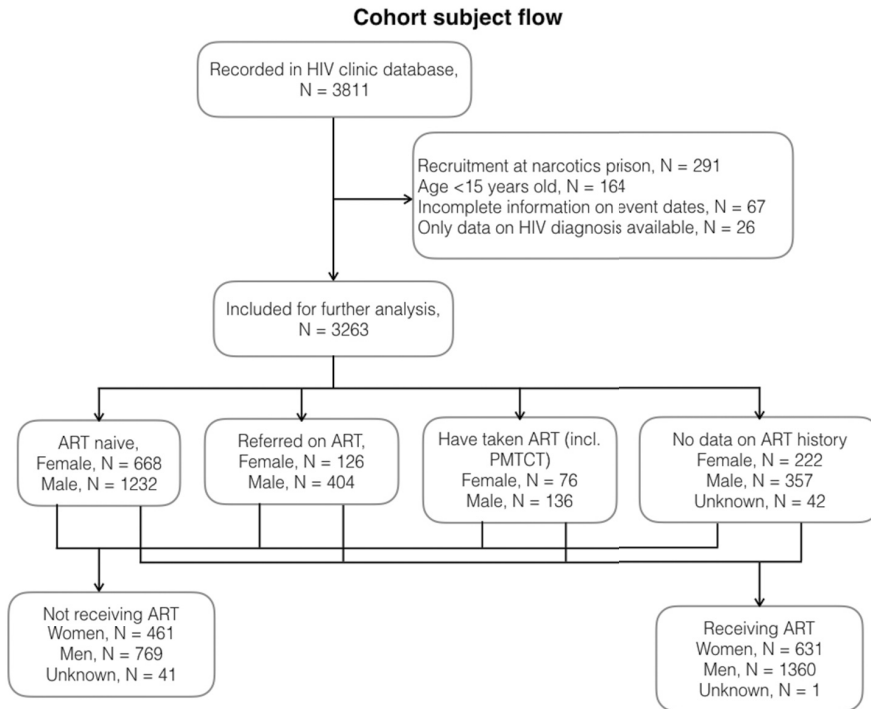 Cohort subject flow
Recorded in HIV clinic database,
N = 3811
Recruitment at narcotics prison, N = 291
Age <15 years old, N = 164
Incomplete information on event dates, N = 67
Only data on HIV diagnosis available, N = 26
Included for further analysis,
N = 3263
ART naive,
Female, N = 668
Male, N = 1232
Referred on ART,
Female, N = 126
Male, N = 404
Have taken ART (incl.
PMTCT)
Female, N = 76
Male, N = 136
No data on ART history
Female, N = 222
Male, N = 357
Unknown, N = 42
Not receiving ART
Women, N = 461
Men, N = 769
Unknown, N = 41
Receiving ART
Women, N = 631
Men, N = 1360
Unknown, N = 1